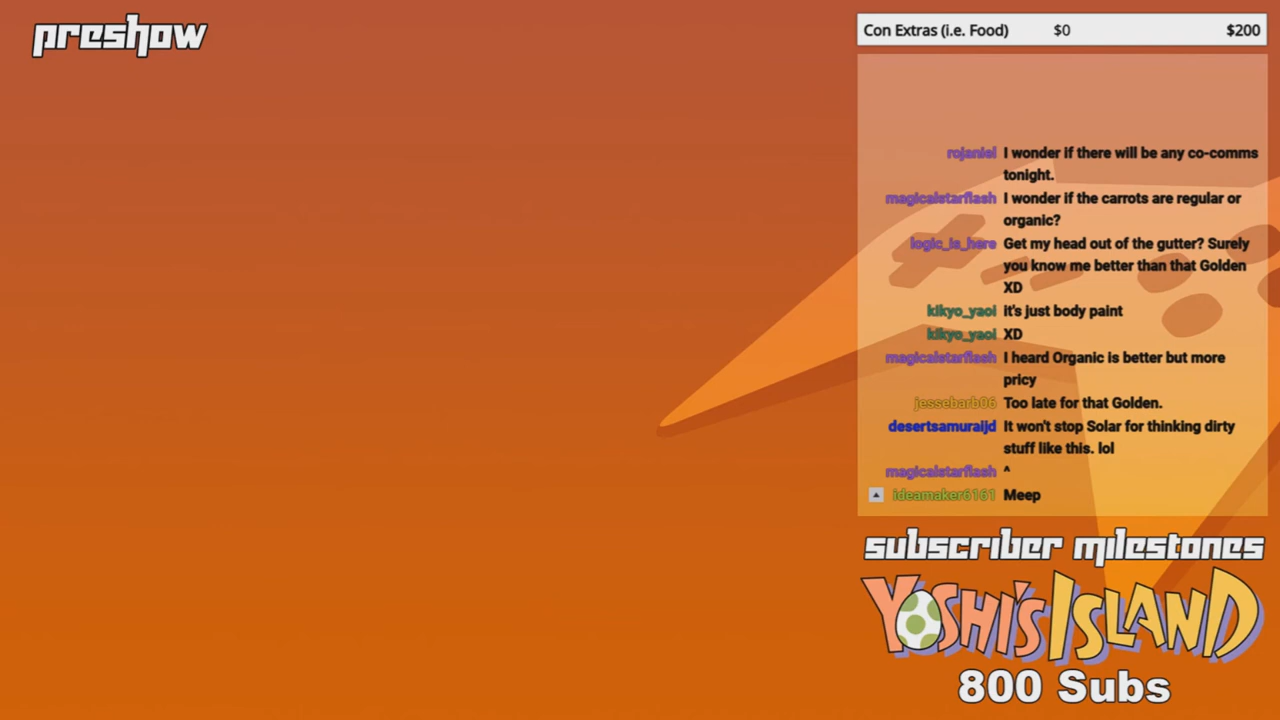 preshow
Con Extras (i.e. Food) $0 $200
rojaniel I wonder if there will be any co-comms
tonight.
magicalstarflash I wonder if the carrots are regular or
organic?
logic_is_here Get my head out of the gutter? Surely
you know me better than that Golden
XD
kikyo_yaoi it's just body paint
kikyo_yaoi XD
magicalstarflash I heard Organic is better but more
pricy
jessebarb06 Too late for that Golden.
desertsamuraijd It won't stop Solar for thinking dirty
stuff like this. lol
magicalstarflash ^
ideamaker6161 Meep
subscriber milestones
YOSHI'S ISLAND
800 Subs